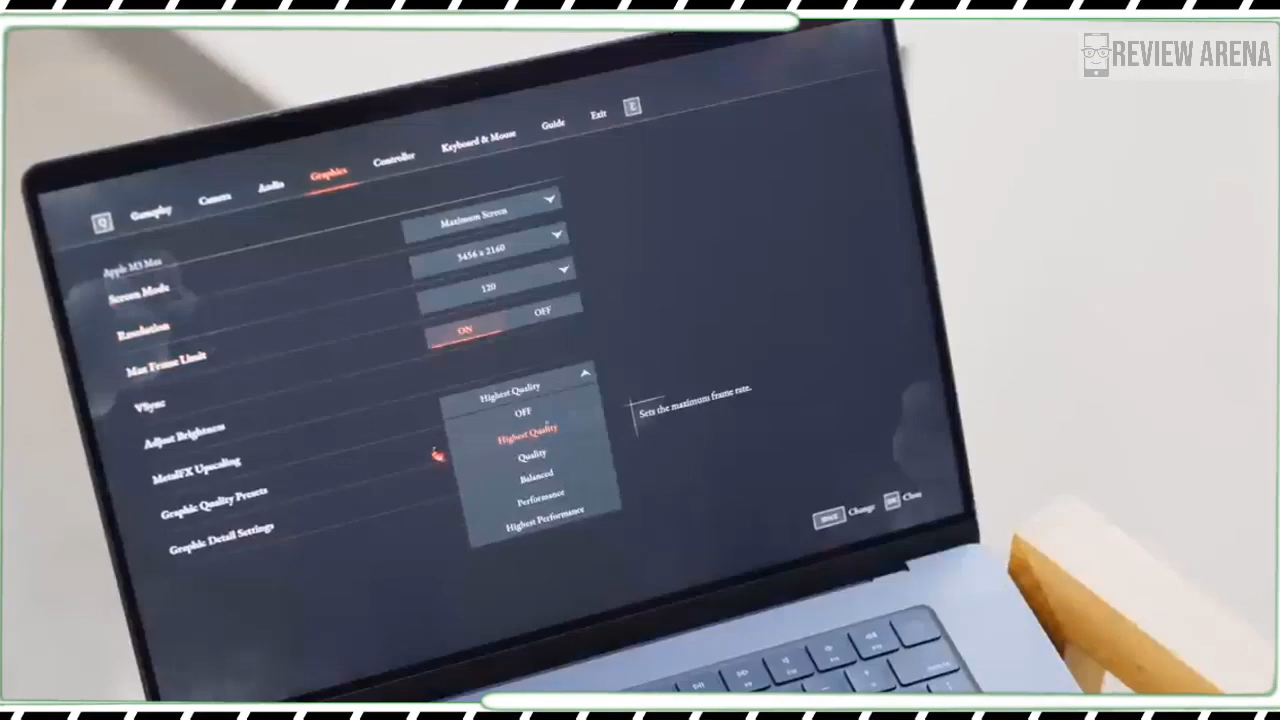 REVIEW ARENA
Q Gameplay Camera Audio Graphics Controller Keyboard & Mouse Guide Exit E
Apple M3 Max
Screen Mode Maximum Screen
Resolution 3456 x 2160
Max Frame Limit 120
VSync ON OFF
Adjust Brightness
MetalFX Upscaling Highest Quality
OFF
Highest Quality
Quality
Balanced
Performance
Highest Performance
Graphic Quality Presets
Graphic Detail Settings
Sets the maximum frame rate.
Change Close